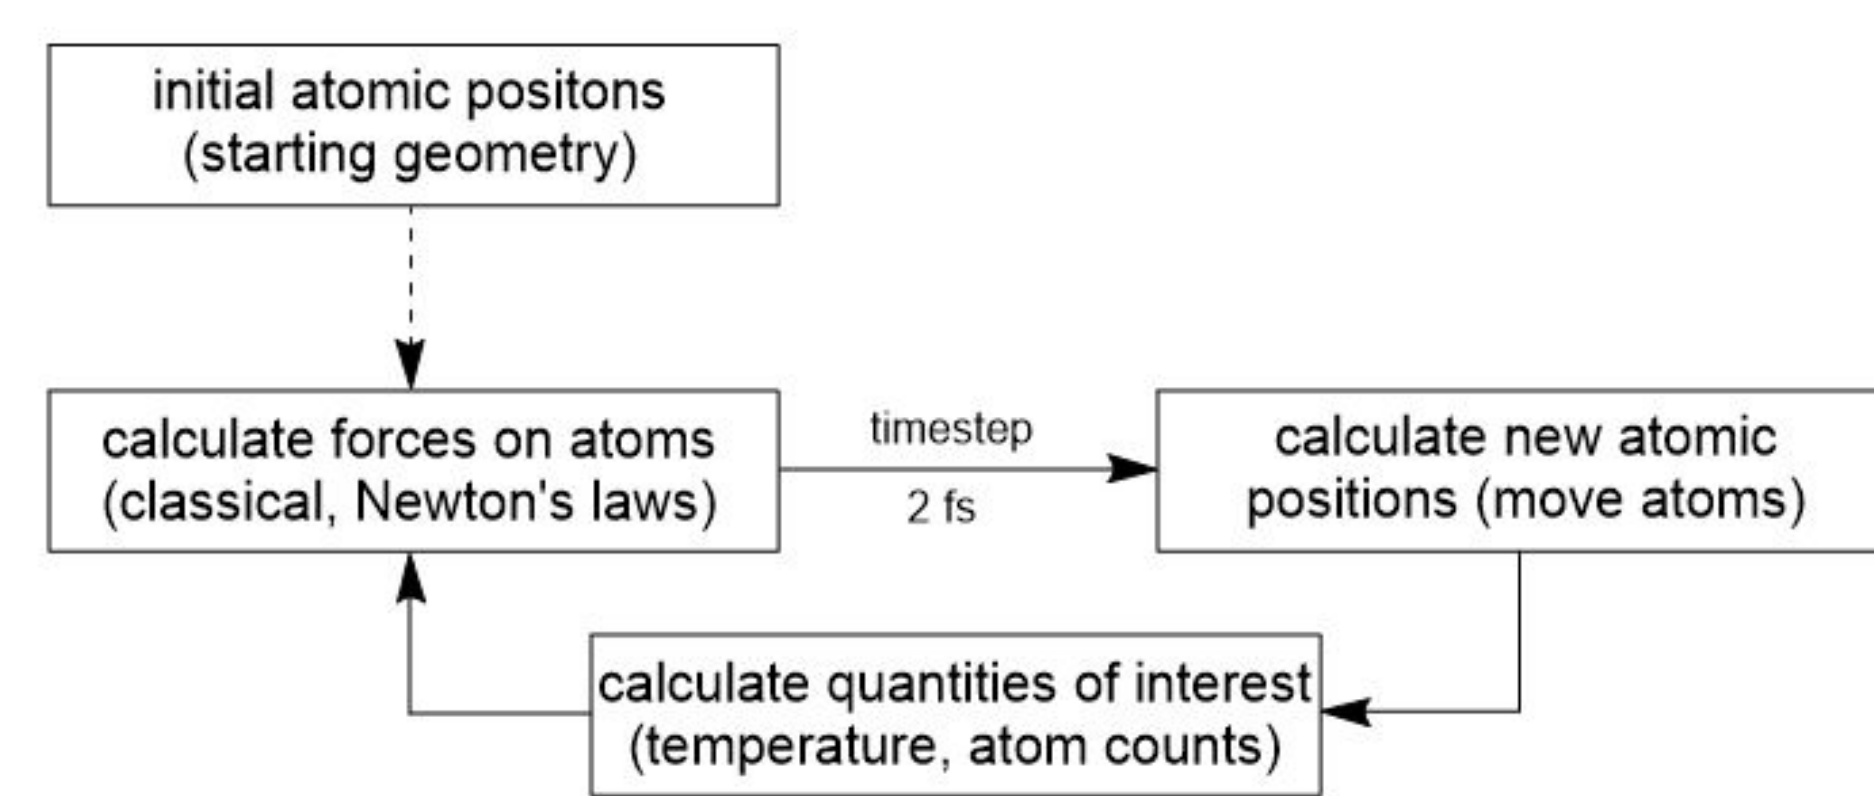 initial atomic positons
(starting geometry)
calculate forces on atoms
(classical, Newton's laws)
timestep
2 fs
calculate new atomic
positions (move atoms)
calculate quantities of interest
(temperature, atom counts)